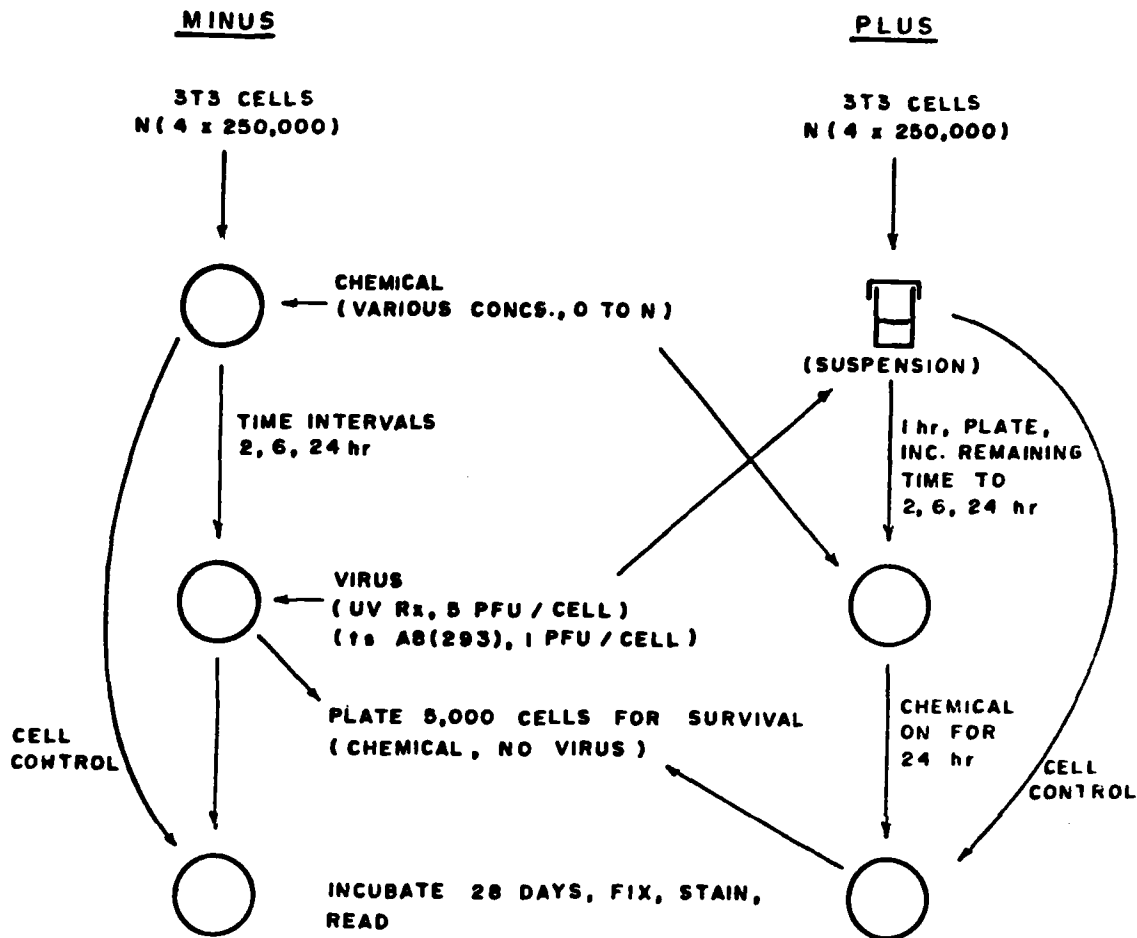 MINUS
PLUS
3T3 CELLS
N(4 x 250,000)
3T3 CELLS
N(4 x 250,000)
CHEMICAL
(VARIOUS CONCS., 0 TO N)
(SUSPENSION)
TIME INTERVALS
2, 6, 24 hr
1 hr, PLATE,
INC. REMAINING
TIME TO
2, 6, 24 hr
VIRUS
(UV Rx, 5 PFU / CELL)
(ts A8(293), 1 PFU / CELL)
PLATE 5,000 CELLS FOR SURVIVAL
(CHEMICAL, NO VIRUS)
CHEMICAL
ON FOR
24 hr
CELL
CONTROL
CELL
CONTROL
INCUBATE 28 DAYS, FIX, STAIN,
READ